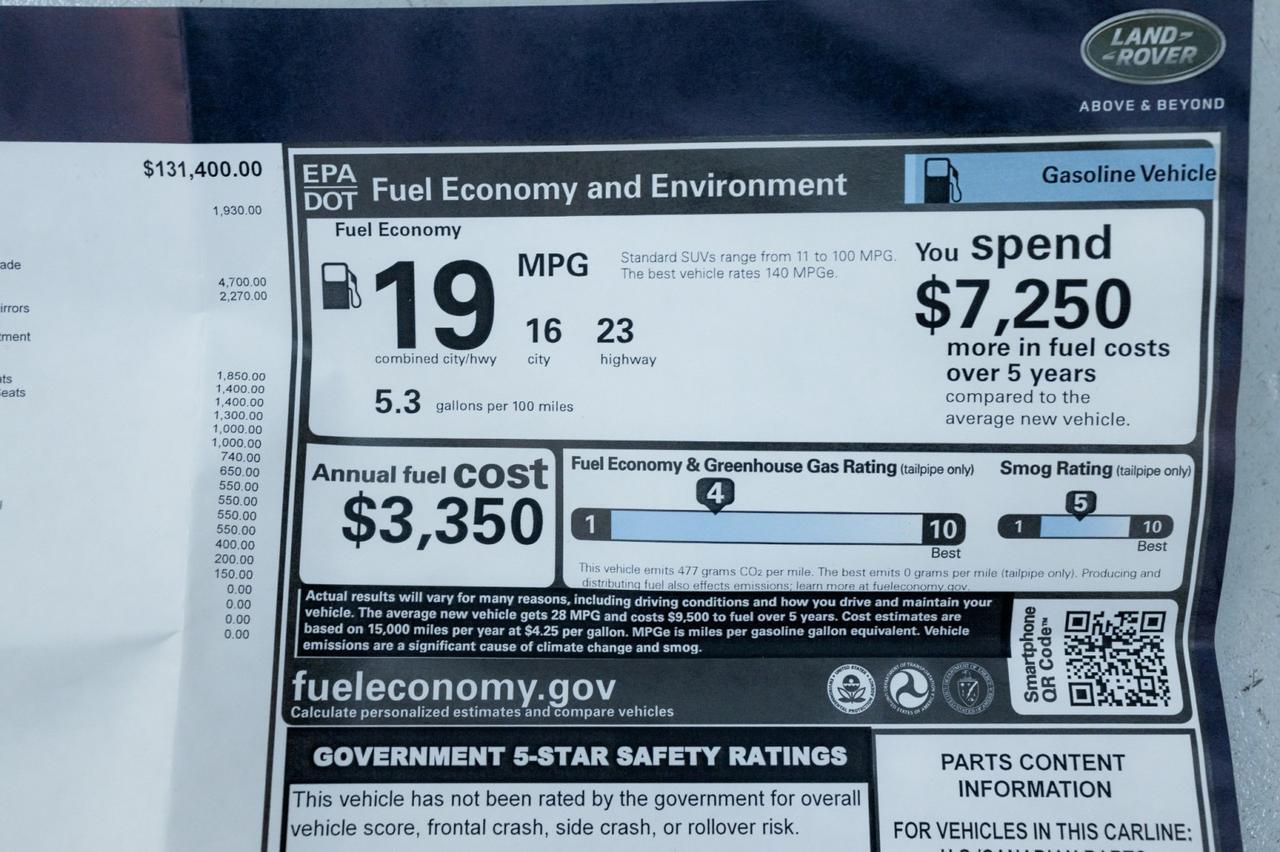 LAND
ROVER
ABOVE & BEYOND
$131,400.00
1,930.00
ade
4,700.00
2,270.00
irrors
tment
ats
eats
1,850.00
1,400.00
1,400.00
1,300.00
1,000.00
1,000.00
740.00
650.00
550.00
550.00
550.00
550.00
400.00
200.00
150.00
0.00
0.00
0.00
0.00
EPA
DOT
Fuel Economy and Environment
Gasoline Vehicle
Fuel Economy
19
MPG
Standard SUVs range from 11 to 100 MPG.
The best vehicle rates 140 MPGe.
16 23
combined city/hwy city highway
5.3 gallons per 100 miles
You spend
$7,250
more in fuel costs
over 5 years
compared to the
average new vehicle.
Annual fuel cost
$3,350
Fuel Economy & Greenhouse Gas Rating (tailpipe only)
4
1 10
Best
Smog Rating (tailpipe only)
5
1 10
Best
This vehicle emits 477 grams CO2 per mile. The best emits 0 grams per mile (tailpipe only). Producing and
distributing fuel also effects emissions; learn more at fueleconomy.gov.
Actual results will vary for many reasons, including driving conditions and how you drive and maintain your
vehicle. The average new vehicle gets 28 MPG and costs $9,500 to fuel over 5 years. Cost estimates are
based on 15,000 miles per year at $4.25 per gallon. MPGe is miles per gasoline gallon equivalent. Vehicle
emissions are a significant cause of climate change and smog.
fueleconomy.gov
Calculate personalized estimates and compare vehicles
Smartphone
QR Code™
GOVERNMENT 5-STAR SAFETY RATINGS
This vehicle has not been rated by the government for overall
vehicle score, frontal crash, side crash, or rollover risk.
PARTS CONTENT
INFORMATION
FOR VEHICLES IN THIS CARLINE: